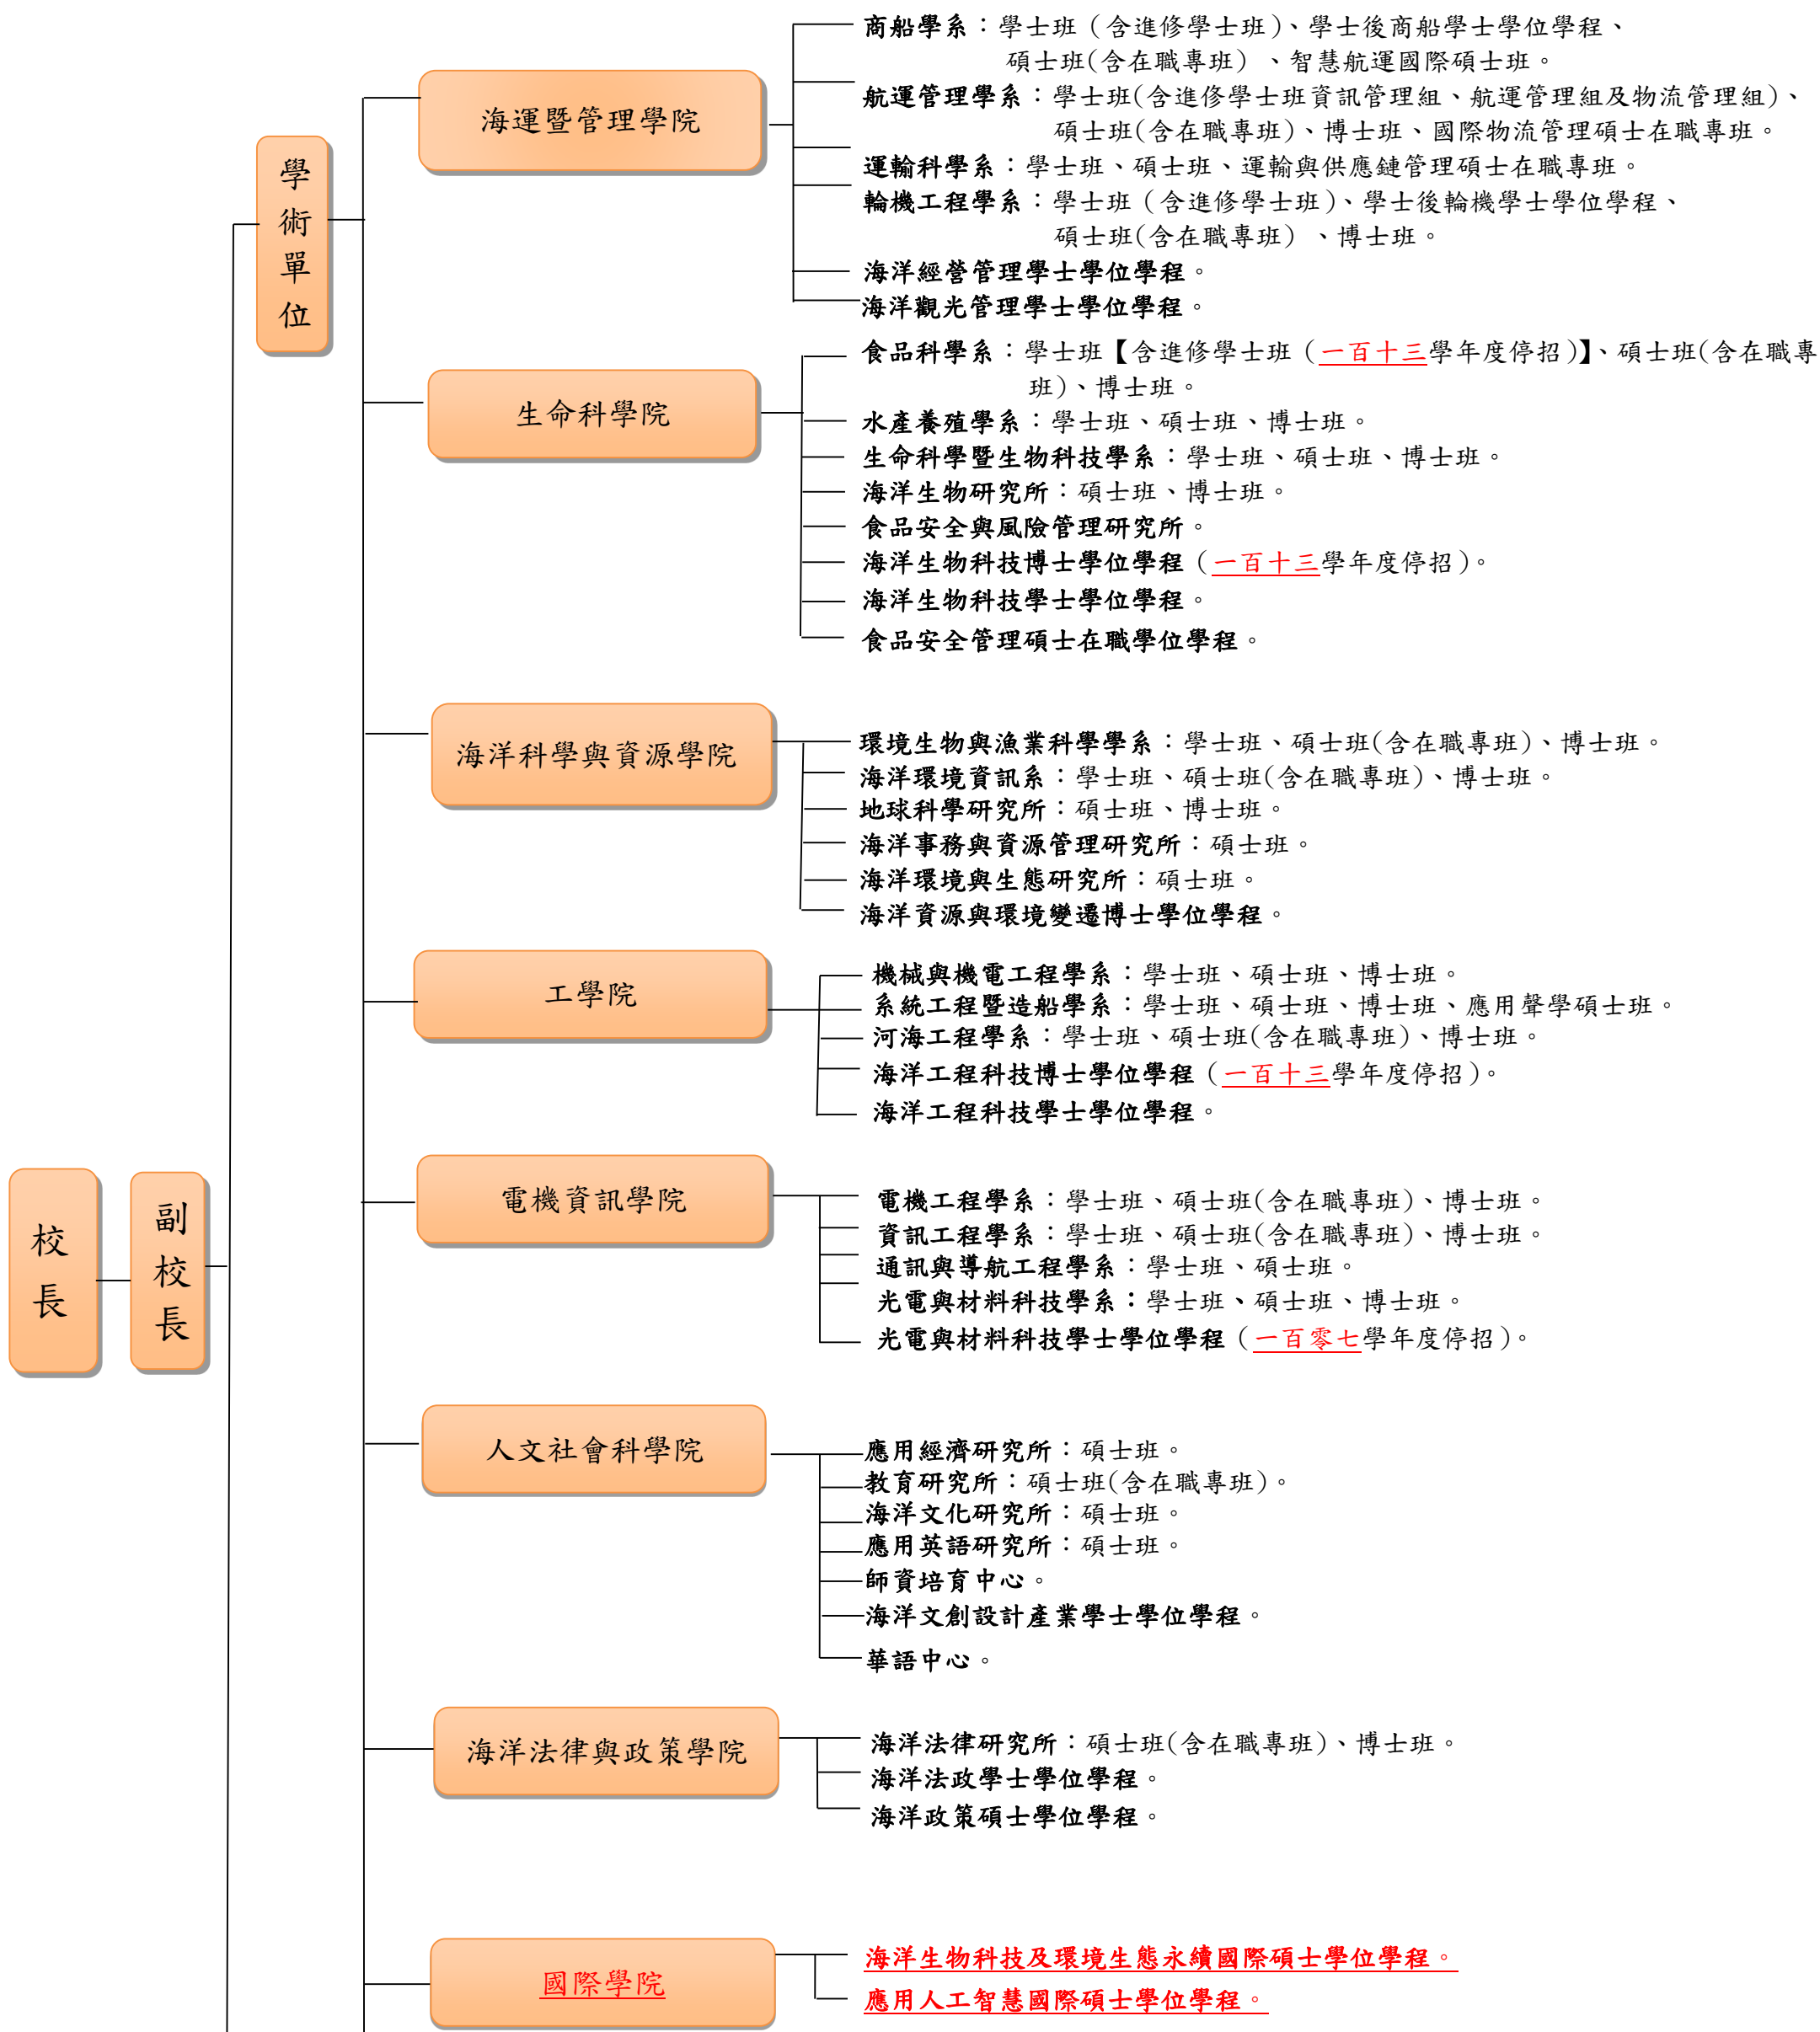 校長
副校長
學術單位
海運暨管理學院
商船學系：學士班（含進修學士班）、學士後商船學士學位學程、
碩士班(含在職專班）、智慧航運國際碩士班。
航運管理學系：學士班(含進修學士班資訊管理組、航運管理組及物流管理組)、
碩士班(含在職專班)、博士班、國際物流管理碩士在職專班。
運輸科學系：學士班、碩士班、運輸與供應鏈管理碩士在職專班。
輪機工程學系：學士班（含進修學士班）、學士後輪機學士學位學程、
碩士班(含在職專班）、博士班。
海洋經營管理學士學位學程。
海洋觀光管理學士學位學程。
生命科學院
食品科學系：學士班【含進修學士班（一百十三學年度停招）】、碩士班(含在職專
班)、博士班。
水產養殖學系：學士班、碩士班、博士班。
生命科學暨生物科技學系：學士班、碩士班、博士班。
海洋生物研究所：碩士班、博士班。
食品安全與風險管理研究所。
海洋生物科技博士學位學程（一百十三學年度停招）。
海洋生物科技學士學位學程。
食品安全管理碩士在職學位學程。
海洋科學與資源學院
環境生物與漁業科學學系：學士班、碩士班(含在職專班)、博士班。
海洋環境資訊系：學士班、碩士班(含在職專班)、博士班。
地球科學研究所：碩士班、博士班。
海洋事務與資源管理研究所：碩士班。
海洋環境與生態研究所：碩士班。
海洋資源與環境變遷博士學位學程。
工學院
機械與機電工程學系：學士班、碩士班、博士班。
系統工程暨造船學系：學士班、碩士班、博士班、應用聲學碩士班。
河海工程學系：學士班、碩士班(含在職專班)、博士班。
海洋工程科技博士學位學程（一百十三學年度停招）。
海洋工程科技學士學位學程。
電機資訊學院
電機工程學系：學士班、碩士班(含在職專班)、博士班。
資訊工程學系：學士班、碩士班(含在職專班)、博士班。
通訊與導航工程學系：學士班、碩士班。
光電與材料科技學系：學士班、碩士班、博士班。
光電與材料科技學士學位學程（一百零七學年度停招）。
人文社會科學院
應用經濟研究所：碩士班。
教育研究所：碩士班(含在職專班)。
海洋文化研究所：碩士班。
應用英語研究所：碩士班。
師資培育中心。
海洋文創設計產業學士學位學程。
華語中心。
海洋法律與政策學院
海洋法律研究所：碩士班(含在職專班)、博士班。
海洋法政學士學位學程。
海洋政策碩士學位學程。
國際學院
海洋生物科技及環境生態永續國際碩士學位學程。
應用人工智慧國際碩士學位學程。